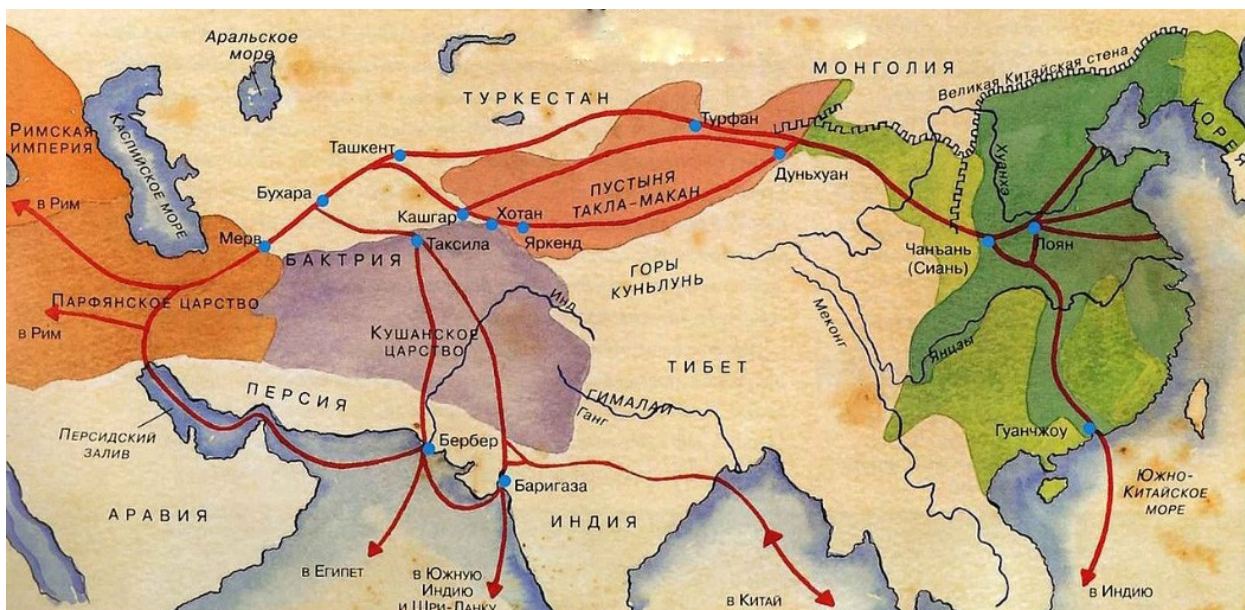 Аральское
море
МОНГОЛИЯ
Великая Китайская стена
КОРЕЯ
ТУРКЕСТАН
Римская
империя
Каспийское море
Турфан
Ташкент
Хуанхэ
Дуньхуан
ПУСТЫНЯ
ТАКЛА-МАКАН
в Рим
Бухара
Кашгар
Хотан
Яркенд
Мерв
БАКТРИЯ
Таксила
Чанъань
(Сиань)
Лоян
ГОРЫ
КУНЬЛУНЬ
Парфянское царство
Инд
Меконг
в Рим
Кушанское
царство
Янцзы
ТИБЕТ
ПЕРСИЯ
ГИМАЛАИ
Ганг
Персидский
залив
Бербер
Гуанчжоу
Баригаза
Южно-
Китайское
море
АРАВИЯ
ИНДИЯ
в Египет
в Южную
Индию
и Шри-Ланку
в Китай
в Индию